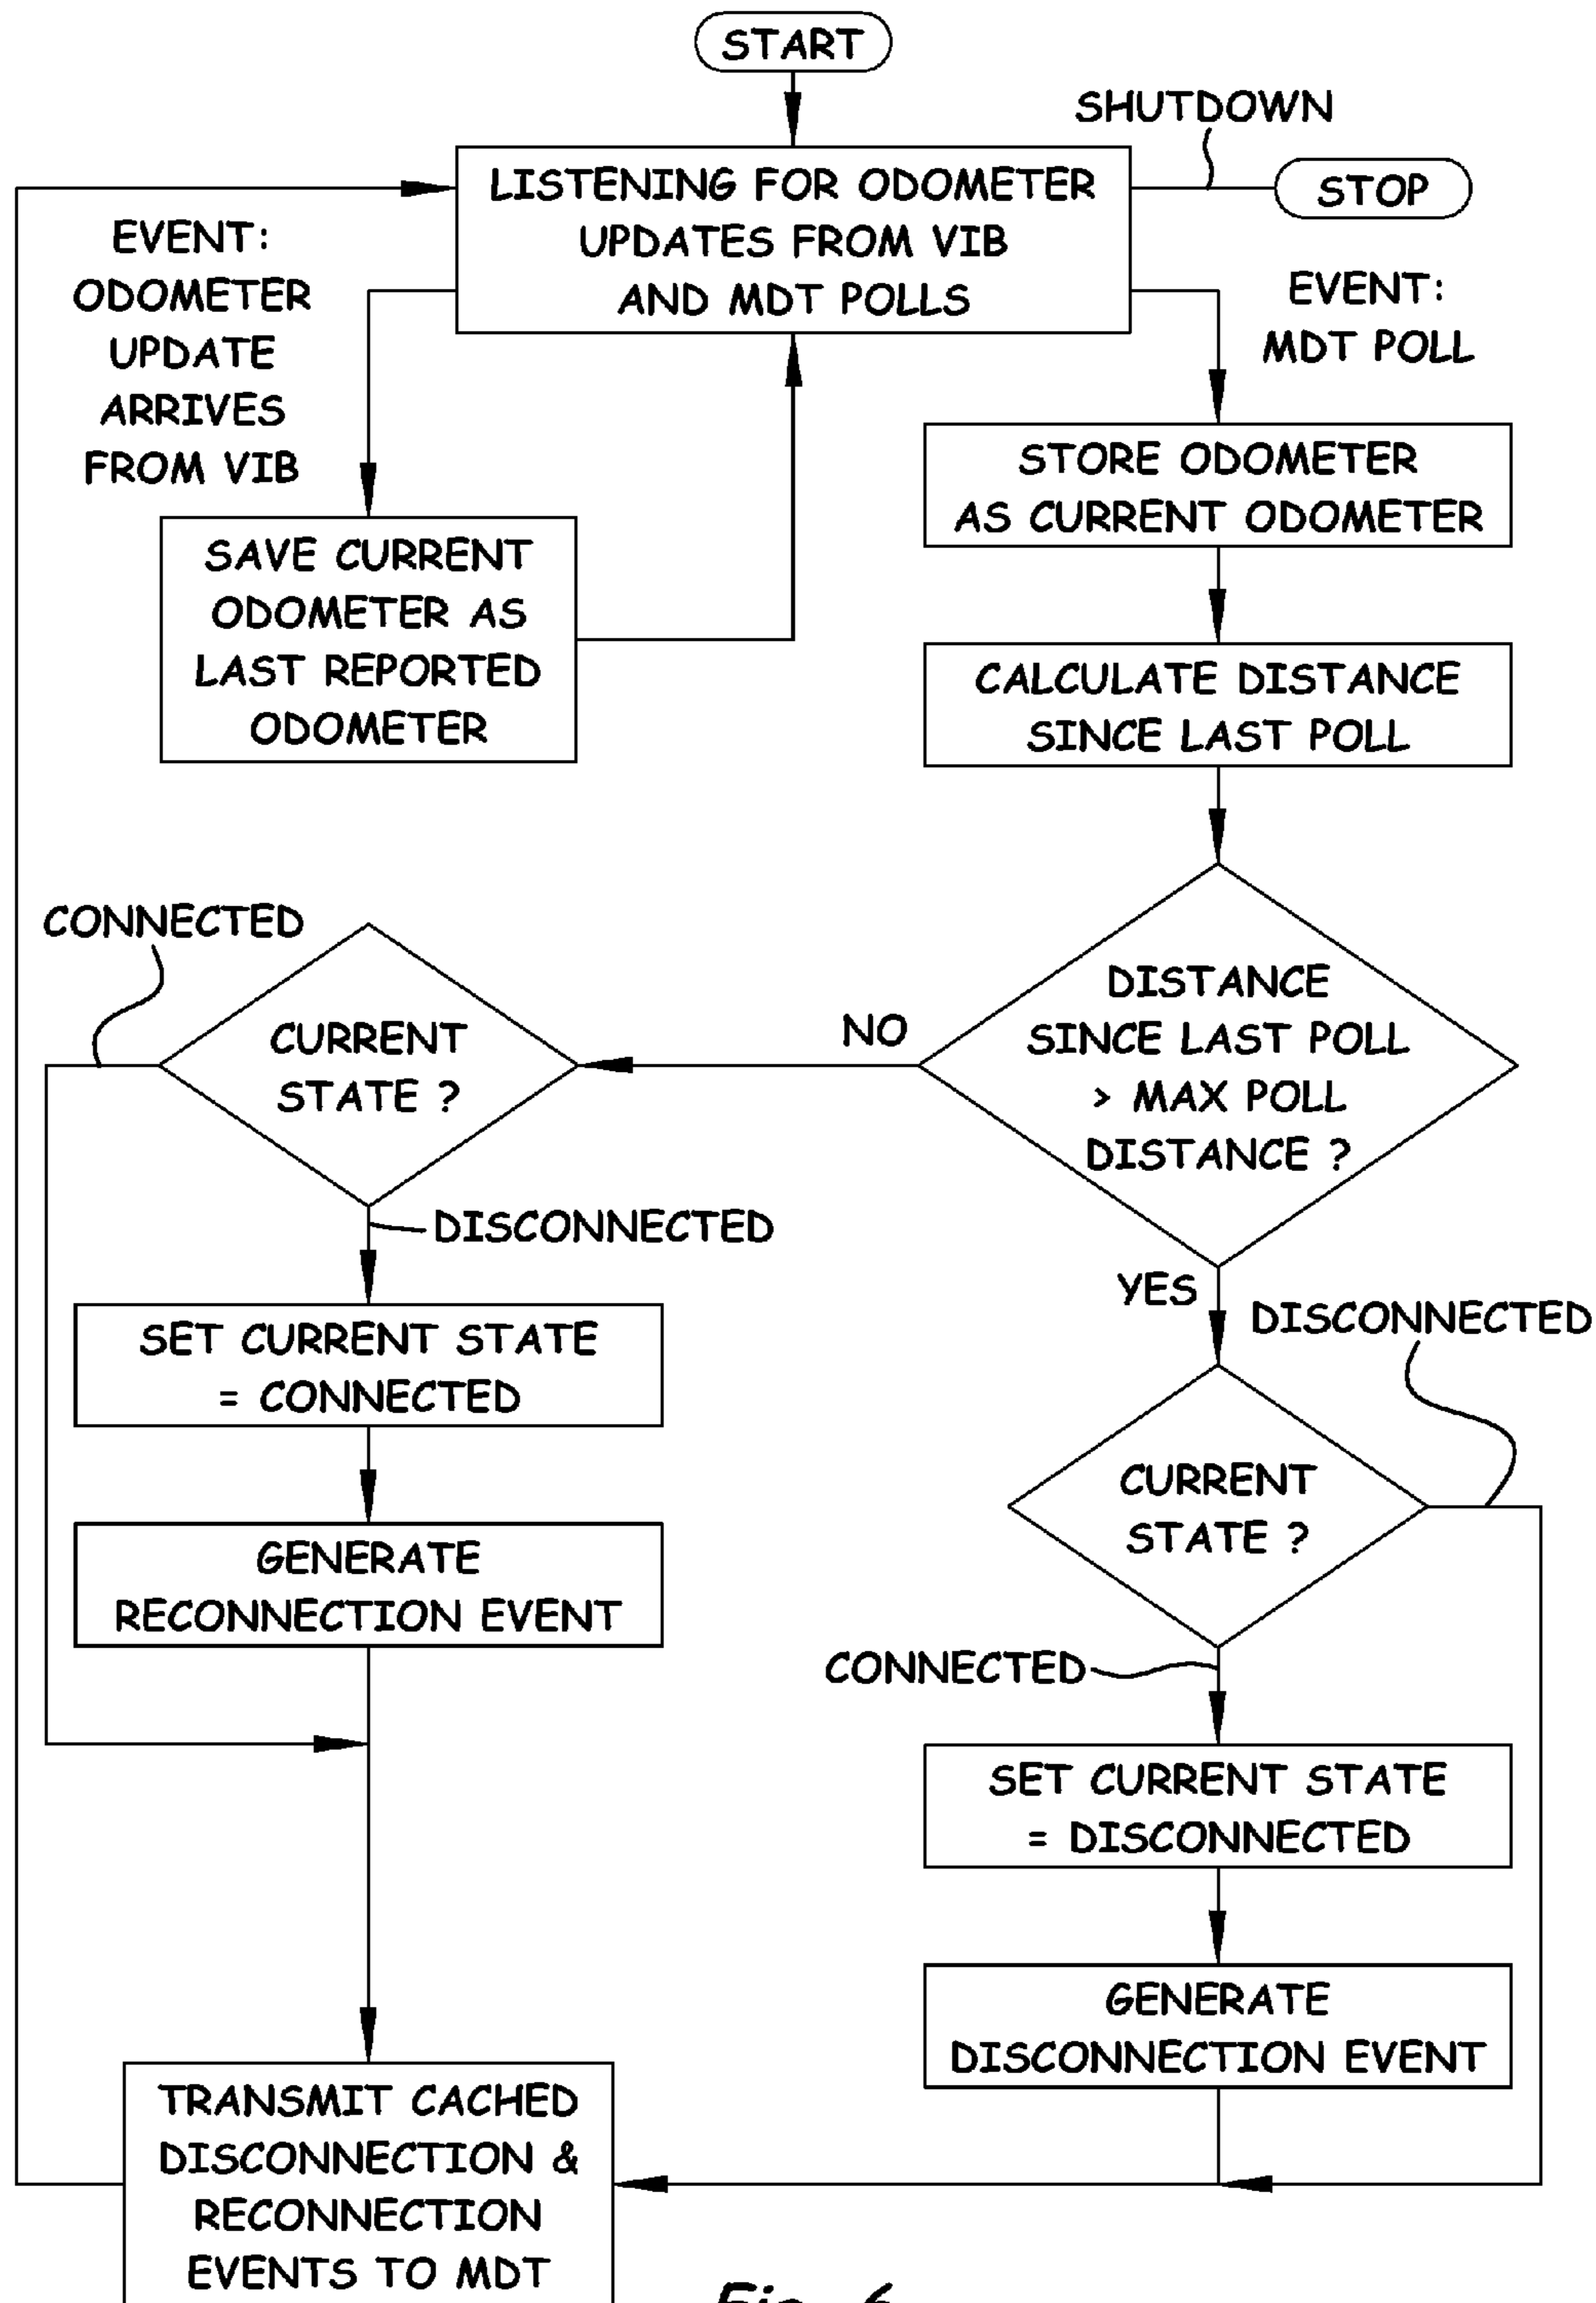 START
SHUTDOWN
LISTENING FOR ODOMETER
UPDATES FROM VIB
AND MDT POLLS
STOP
EVENT:
ODOMETER
UPDATE
ARRIVES
FROM VIB
EVENT:
MDT POLL
STORE ODOMETER
AS CURRENT ODOMETER
SAVE CURRENT
ODOMETER AS
LAST REPORTED
ODOMETER
CALCULATE DISTANCE
SINCE LAST POLL
DISTANCE
SINCE LAST POLL
> MAX POLL
DISTANCE ?
NO
CONNECTED
CURRENT
STATE ?
DISCONNECTED
SET CURRENT STATE
= CONNECTED
GENERATE
RECONNECTION EVENT
YES
DISCONNECTED
CURRENT
STATE ?
CONNECTED
SET CURRENT STATE
= DISCONNECTED
GENERATE
DISCONNECTION EVENT
TRANSMIT CACHED
DISCONNECTION &
RECONNECTION
EVENTS TO MDT
Fig. 6